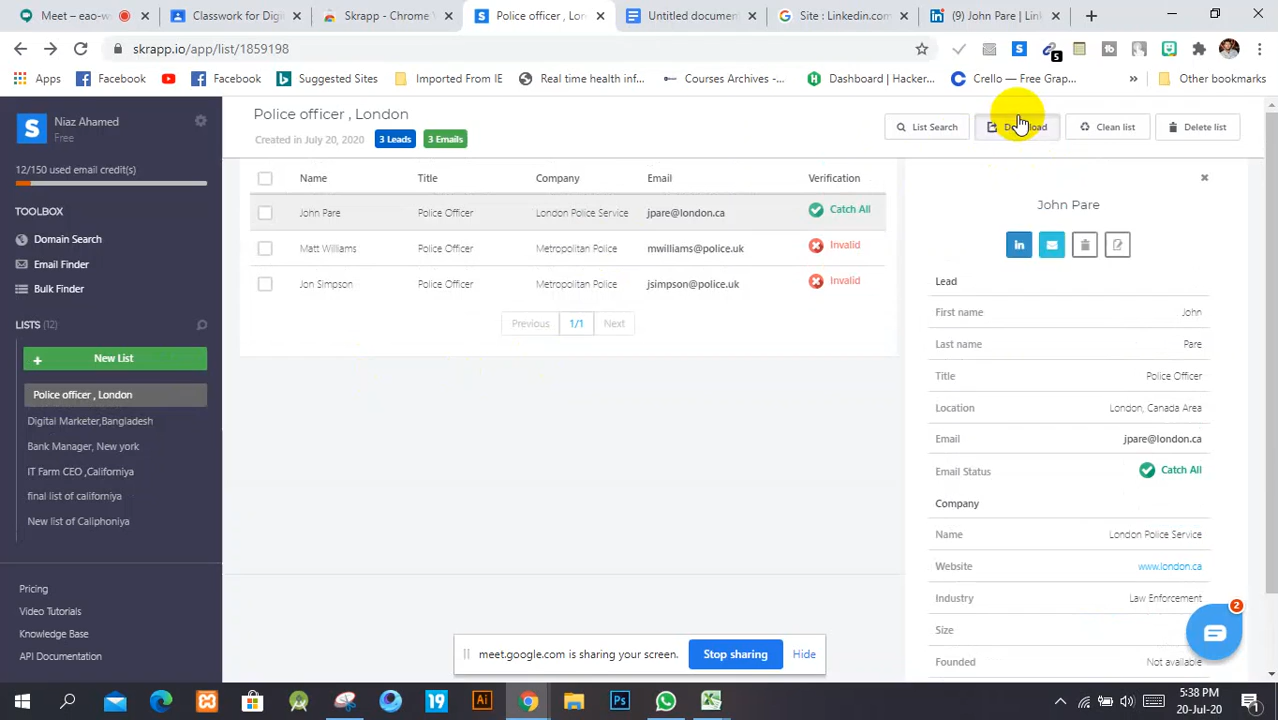 Meet – eao-w
Classwork for Digi
Skrapp - Chrome
Police officer , Lon
Untitled document
Site : Linkedin.com
(9) John Pare | Link
skrapp.io/app/list/1859198
Apps
Facebook
Facebook
Suggested Sites
Imported From IE
Real time health inf...
Courses Archives -...
Dashboard | Hacker...
Crello — Free Grap...
Other bookmarks
Niaz Ahamed
Free
12/150 used email credit(s)
TOOLBOX
Domain Search
Email Finder
Bulk Finder
LISTS (12)
New List
Police officer , London
Digital Marketer,Bangladesh
Bank Manager, New york
IT Farm CEO ,Californiya
final list of californiya
New list of Caliphoniya
Pricing
Video Tutorials
Knowledge Base
API Documentation
Police officer , London
Created in July 20, 2020
3 Leads
3 Emails
List Search
Download
Clean list
Delete list
Name Title Company Email Verification
John Pare Police Officer London Police Service jpare@london.ca Catch All
Matt Williams Police Officer Metropolitan Police mwilliams@police.uk Invalid
Jon Simpson Police Officer Metropolitan Police jsimpson@police.uk Invalid
Previous 1/1 Next
John Pare
Lead
First name John
Last name Pare
Title Police Officer
Location London, Canada Area
Email jpare@london.ca
Email Status Catch All
Company
Name London Police Service
Website www.london.ca
Industry Law Enforcement
Size
Founded Not available
2
meet.google.com is sharing your screen.
Stop sharing
Hide
5:38 PM
20-Jul-20